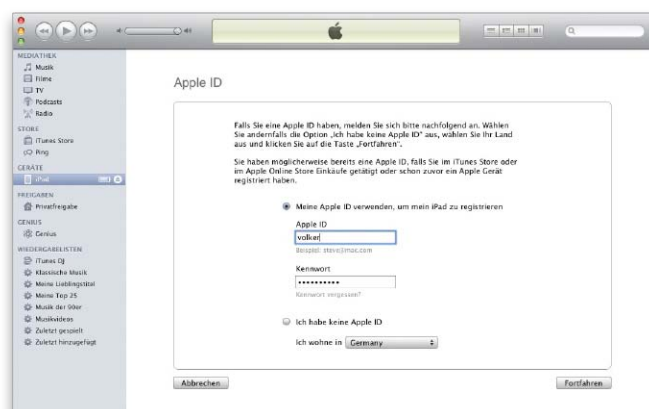 MEDIATHEK
Musik
Filme
TV
Podcasts
Radio
STORE
iTunes Store
Ping
GERÄTE
iPad
FREIGABEN
Privatfreigabe
GENIUS
Genius
WIEDERGABELISTEN
iTunes DJ
Klassische Musik
Meine Lieblingstitel
Meine Top 25
Musik der 90er
Musikvideos
Zuletzt gespielt
Zuletzt hinzugefügt
Apple ID
Falls Sie eine Apple ID haben, melden Sie sich bitte nachfolgend an. Wählen
Sie andernfalls die Option „Ich habe keine Apple ID“ aus, wählen Sie Ihr Land
aus und klicken Sie auf die Taste „Fortfahren“.
Sie haben möglicherweise bereits eine Apple ID, falls Sie im iTunes Store oder
im Apple Online Store Einkäufe getätigt oder schon zuvor ein Apple Gerät
registriert haben.
Meine Apple ID verwenden, um mein iPad zu registrieren
Apple ID
volker
Beispiel: steve@mac.com
Kennwort
••••••••••
Kennwort vergessen?
Ich habe keine Apple ID
Ich wohne in Germany
Abbrechen
Fortfahren